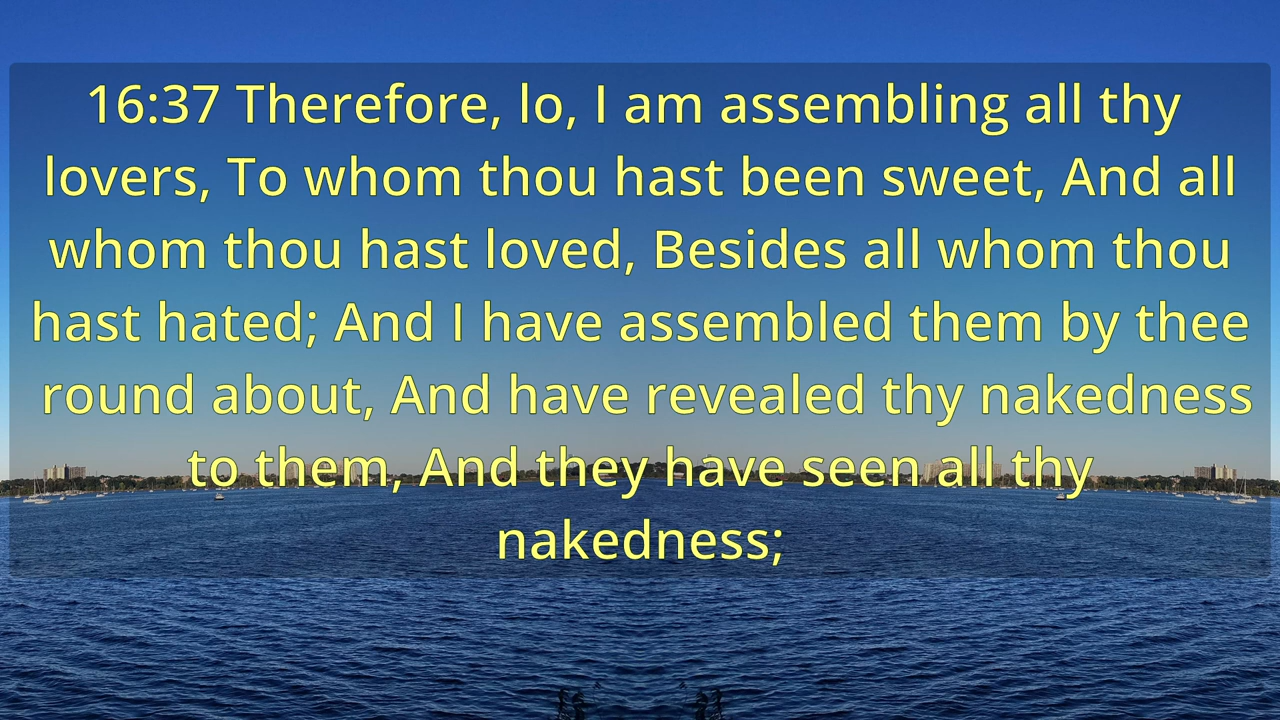 16:37 Therefore, lo, I am assembling all thy
lovers, To whom thou hast been sweet, And all
whom thou hast loved, Besides all whom thou
hast hated; And I have assembled them by thee
round about, And have revealed thy nakedness
to them, And they have seen all thy
nakedness;